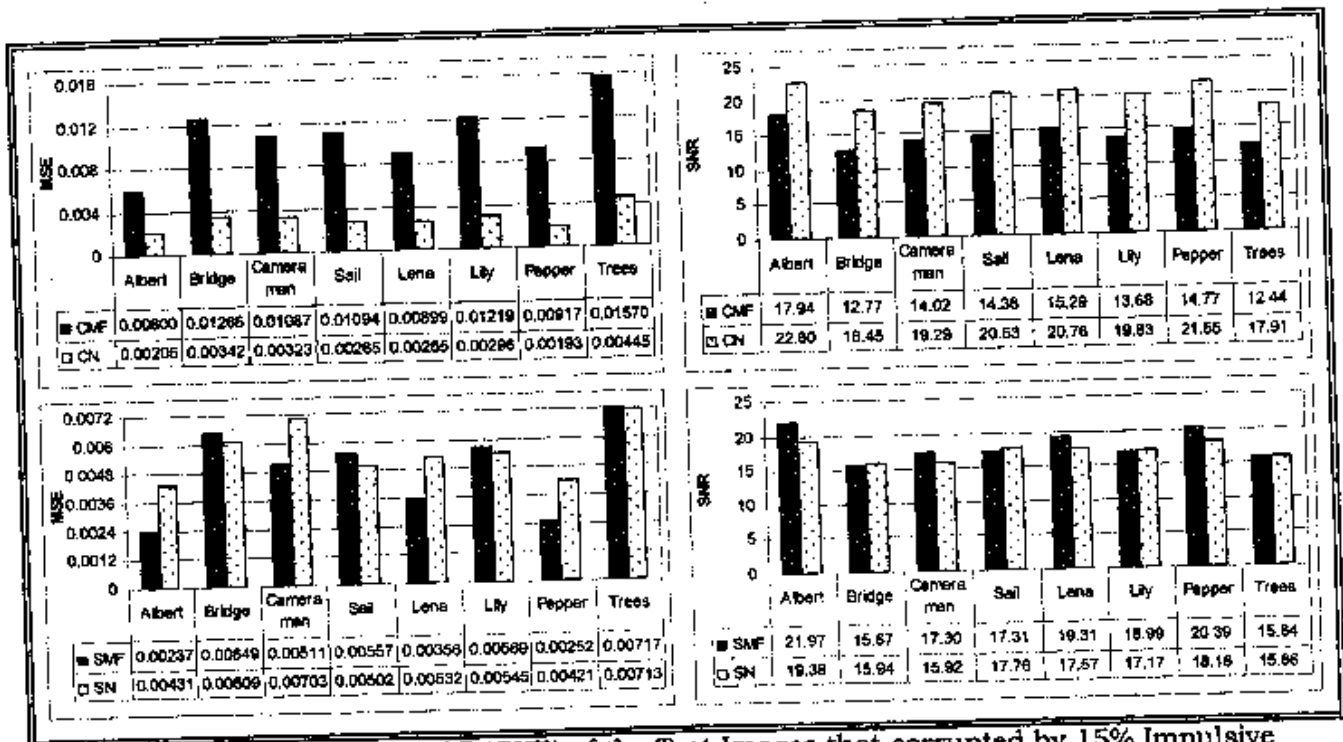 0.016
0.012
0.008
0.004
0
MSE
Albert Bridge Camera man Sail Lena Lily Pepper Trees
CMF 0.00600 0.01266 0.01087 0.01094 0.00899 0.01219 0.00917 0.01570
CN 0.00205 0.00342 0.00323 0.00265 0.00265 0.00296 0.00193 0.00445
25
20
15
10
5
0
SNR
Albert Bridge Camera man Sail Lena Lily Pepper Trees
CMF 17.94 12.77 14.02 14.38 15.29 13.68 14.77 12.44
CN 22.60 18.45 19.29 20.53 20.76 19.83 21.55 17.91
0.0072
0.006
0.0048
0.0036
0.0024
0.0012
0
MSE
Albert Bridge Camera man Sail Lena Lily Pepper Trees
SMF 0.00237 0.00649 0.00511 0.00557 0.00356 0.00569 0.00252 0.00717
SN 0.00431 0.00609 0.00703 0.00502 0.00532 0.00545 0.00421 0.00713
25
20
15
10
5
0
SNR
Albert Bridge Camera man Sail Lena Lily Pepper Trees
SMF 21.97 15.67 17.30 17.31 19.31 16.99 20.39 15.84
SN 19.38 15.94 15.92 17.76 17.57 17.17 18.16 15.86
of the Test Images that corrupted by 15% Impulsive